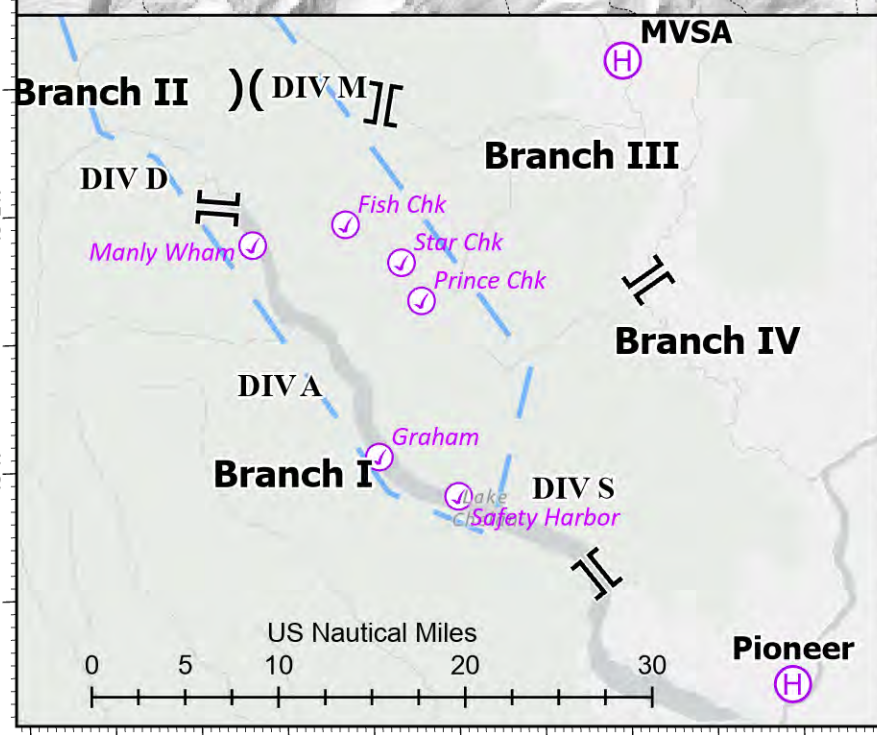 MVSA
H
Branch II )( DIV M ][
Branch III
DIV D
][
Fish Chk
Star Chk
Manly Wham
Prince Chk
][
Branch IV
DIV A
Graham
Branch I
DIV S
Lake
Safety Harbor
][
US Nautical Miles
0 5 10 20 30
Pioneer
H